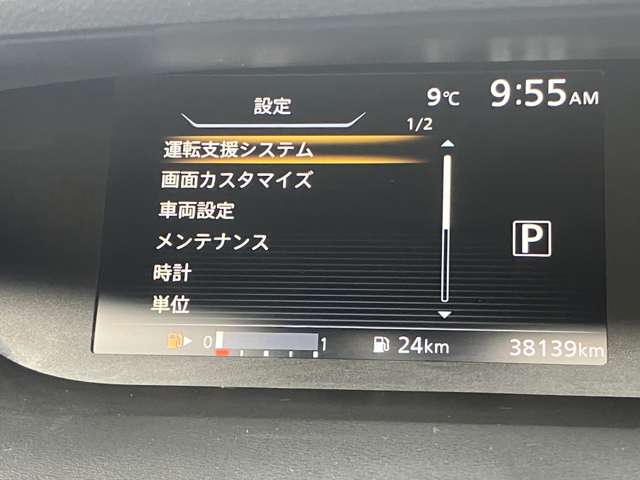 設定
9℃ 9:55AM
1/2
運転支援システム
画面カスタマイズ
車両設定
メンテナンス
時計
単位
P
0 1 24km 38139km